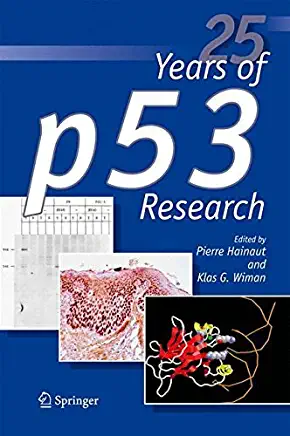 25
Years of
p53
Research
Edited by
Pierre Hainaut
and
Klas G. Wiman
Springer